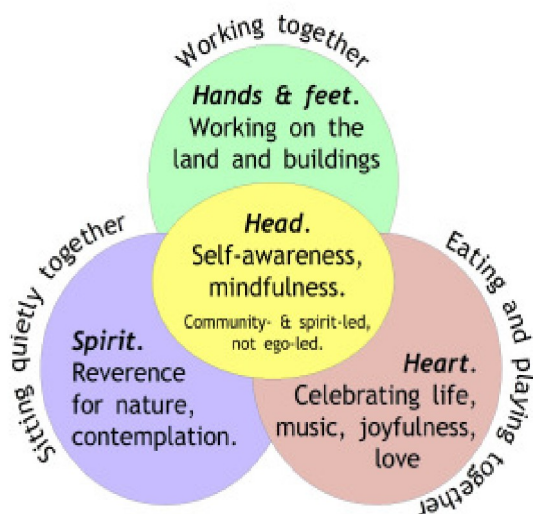 Working together
Hands & feet.
Working on the
land and buildings
Head.
Self-awareness,
mindfulness.
Community- & spirit-led,
not ego-led.
Sitting quietly together
Spirit.
Reverence
for nature,
contemplation.
Eating and playing together
Heart.
Celebrating life,
music, joyfulness,
love